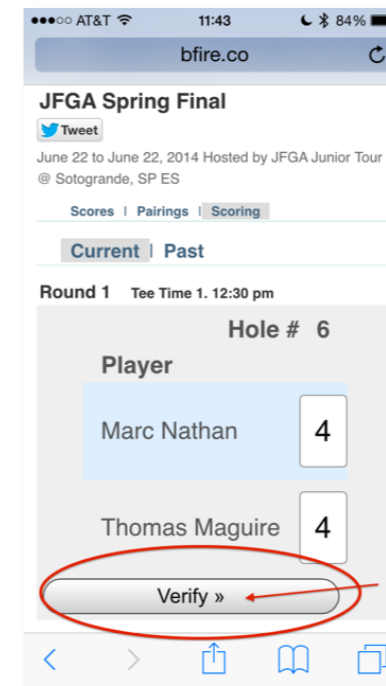 AT&T 11:43 84%
bfire.co
JFGA Spring Final
Tweet
June 22 to June 22, 2014 Hosted by JFGA Junior Tour
@ Sotogrande, SP ES
Scores | Pairings | Scoring
Current | Past
Round 1 Tee Time 1. 12:30 pm
Hole # 6
Player
Marc Nathan 4
Thomas Maguire 4
Verify »